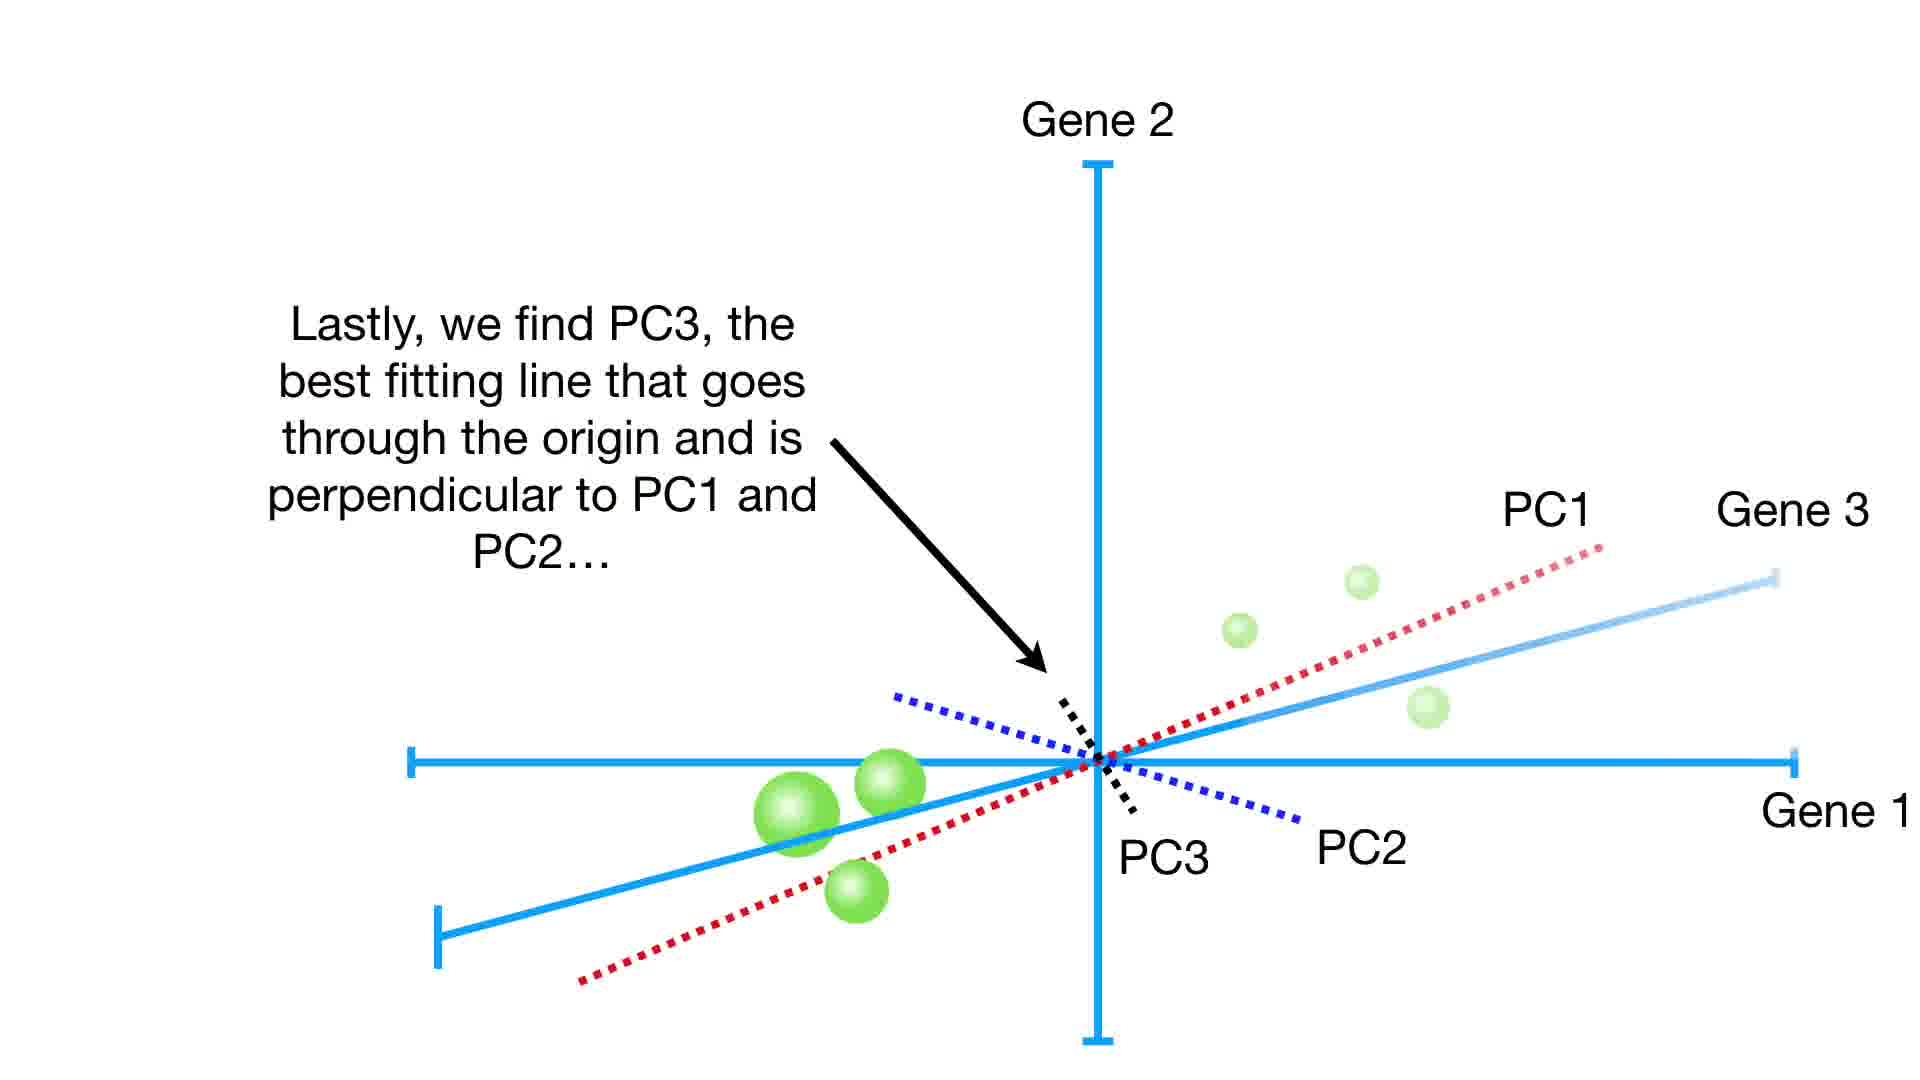 Gene 2
Lastly, we find PC3, the
best fitting line that goes
through the origin and is
perpendicular to PC1 and
PC2…
PC1
Gene 3
Gene 1
PC2
PC3